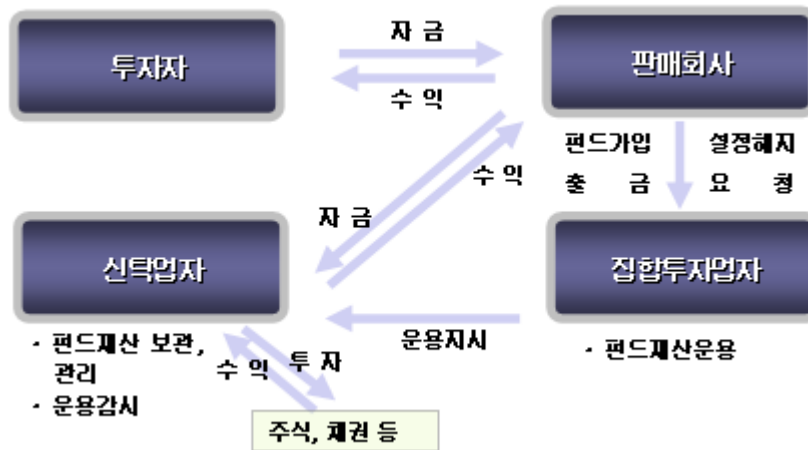 자 금
투자자
판매회사
수 익
펀드가입 설정해지
출 금 요 청
수 익
자 금
신탁업자
집합투자업자
운용지시
· 펀드재산 보관,
관리
· 운용감시
· 펀드재산운용
수 익
투 자
주식, 채권 등